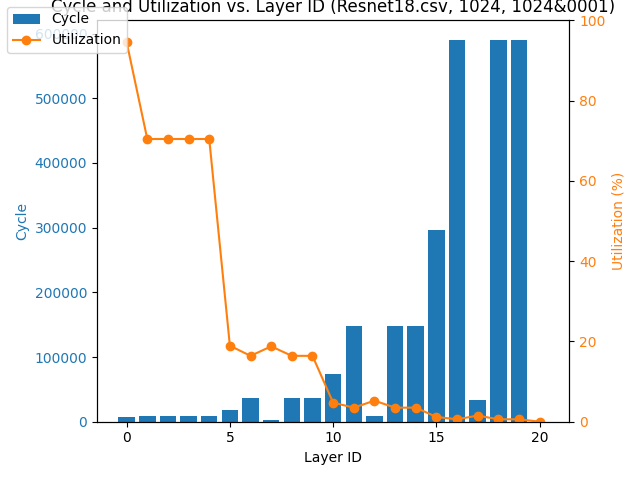 Cycle and Utilization vs. Layer ID (Resnet18.csv, 1024, 1024&0001)
Cycle
Utilization
600000
500000
400000
300000
200000
100000
0
Cycle
100
80
60
40
20
0
Utilization (%)
0 5 10 15 20
Layer ID